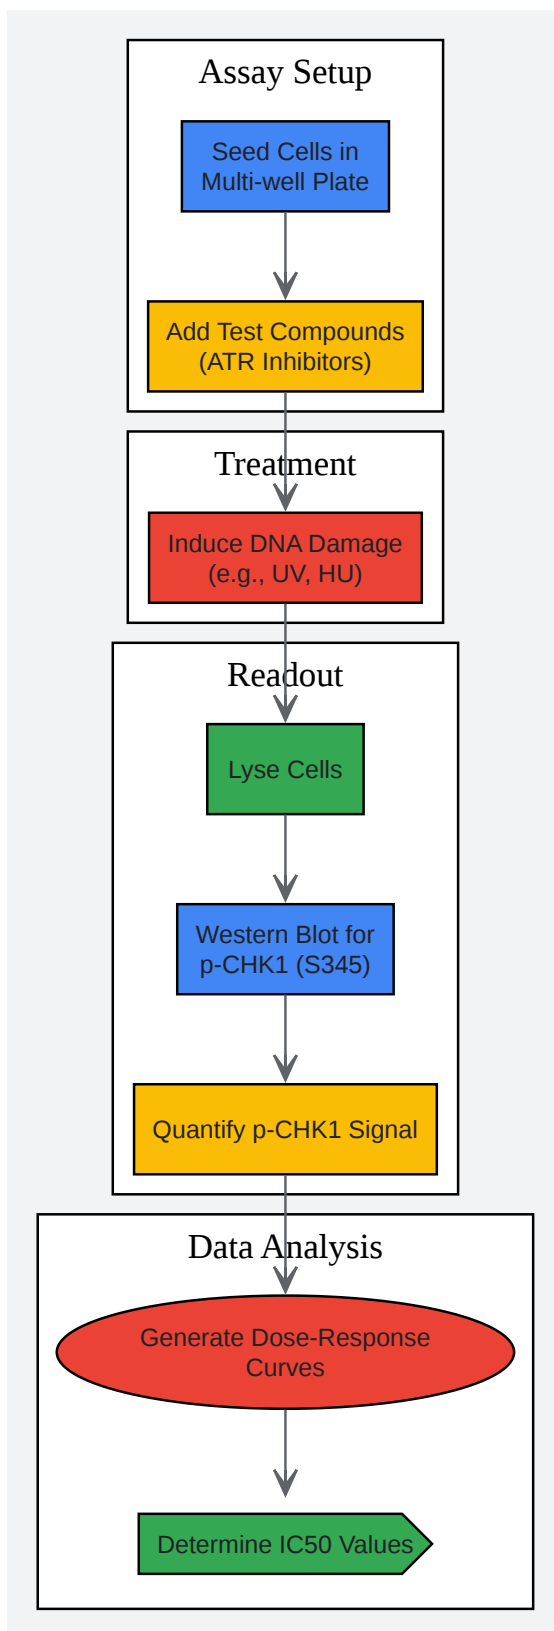 Assay Setup
Seed Cells in
Multi-well Plate
Add Test Compounds
(ATR Inhibitors)
Treatment
Induce DNA Damage
(e.g., UV, HU)
Readout
Lyse Cells
Western Blot for
p-CHK1 (S345)
Quantify p-CHK1 Signal
Data Analysis
Generate Dose-Response
Curves
Determine IC50 Values